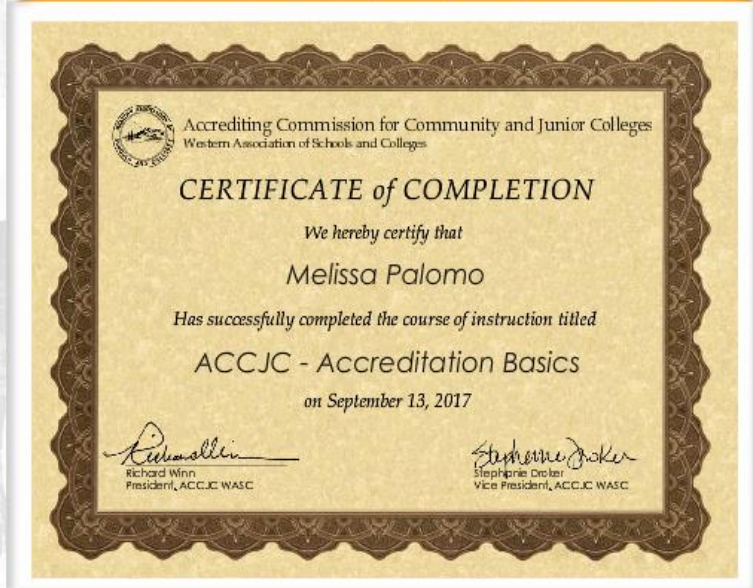 Accrediting Commission for Community and Junior Colleges
Western Association of Schools and Colleges
CERTIFICATE of COMPLETION
We hereby certify that
Melissa Palomo
Has successfully completed the course of instruction titled
ACCJC - Accreditation Basics
on September 13, 2017
Richard Winn
President, ACCJC WASC
Stephanie Droker
Stephanie Droker
Vice President, ACCJC WASC